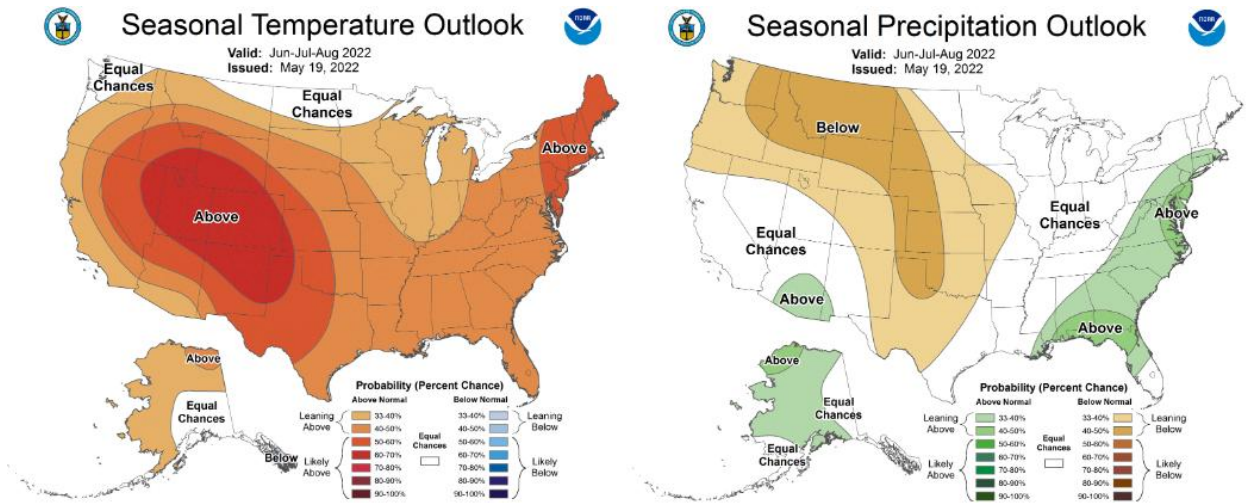 Seasonal Temperature Outlook
Valid: Jun-Jul-Aug 2022
Issued: May 19, 2022
Equal
Chances
Equal
Chances
Above
Above
Above
Equal
Chances
Below
Probability (Percent Chance)
Above Normal
Below Normal
Leaning
Above
33-40%
40-50%
50-60%
Likely
Above
60-70%
70-80%
80-90%
90-100%
Equal
Chances
33-40%
40-50%
50-60%
60-70%
70-80%
80-90%
90-100%
Leaning
Below
Likely
Below
noaa
Seasonal Precipitation Outlook
Valid: Jun-Jul-Aug 2022
Issued: May 19, 2022
Below
Equal
Chances
Equal
Chances
Above
Above
Above
Above
Equal
Chances
Equal
Chances
Probability (Percent Chance)
Above Normal
Below Normal
Leaning
Above
33-40%
40-50%
50-60%
Likely
Above
60-70%
70-80%
80-90%
90-100%
Equal
Chances
33-40%
40-50%
50-60%
60-70%
70-80%
80-90%
90-100%
Leaning
Below
Likely
Below
noaa